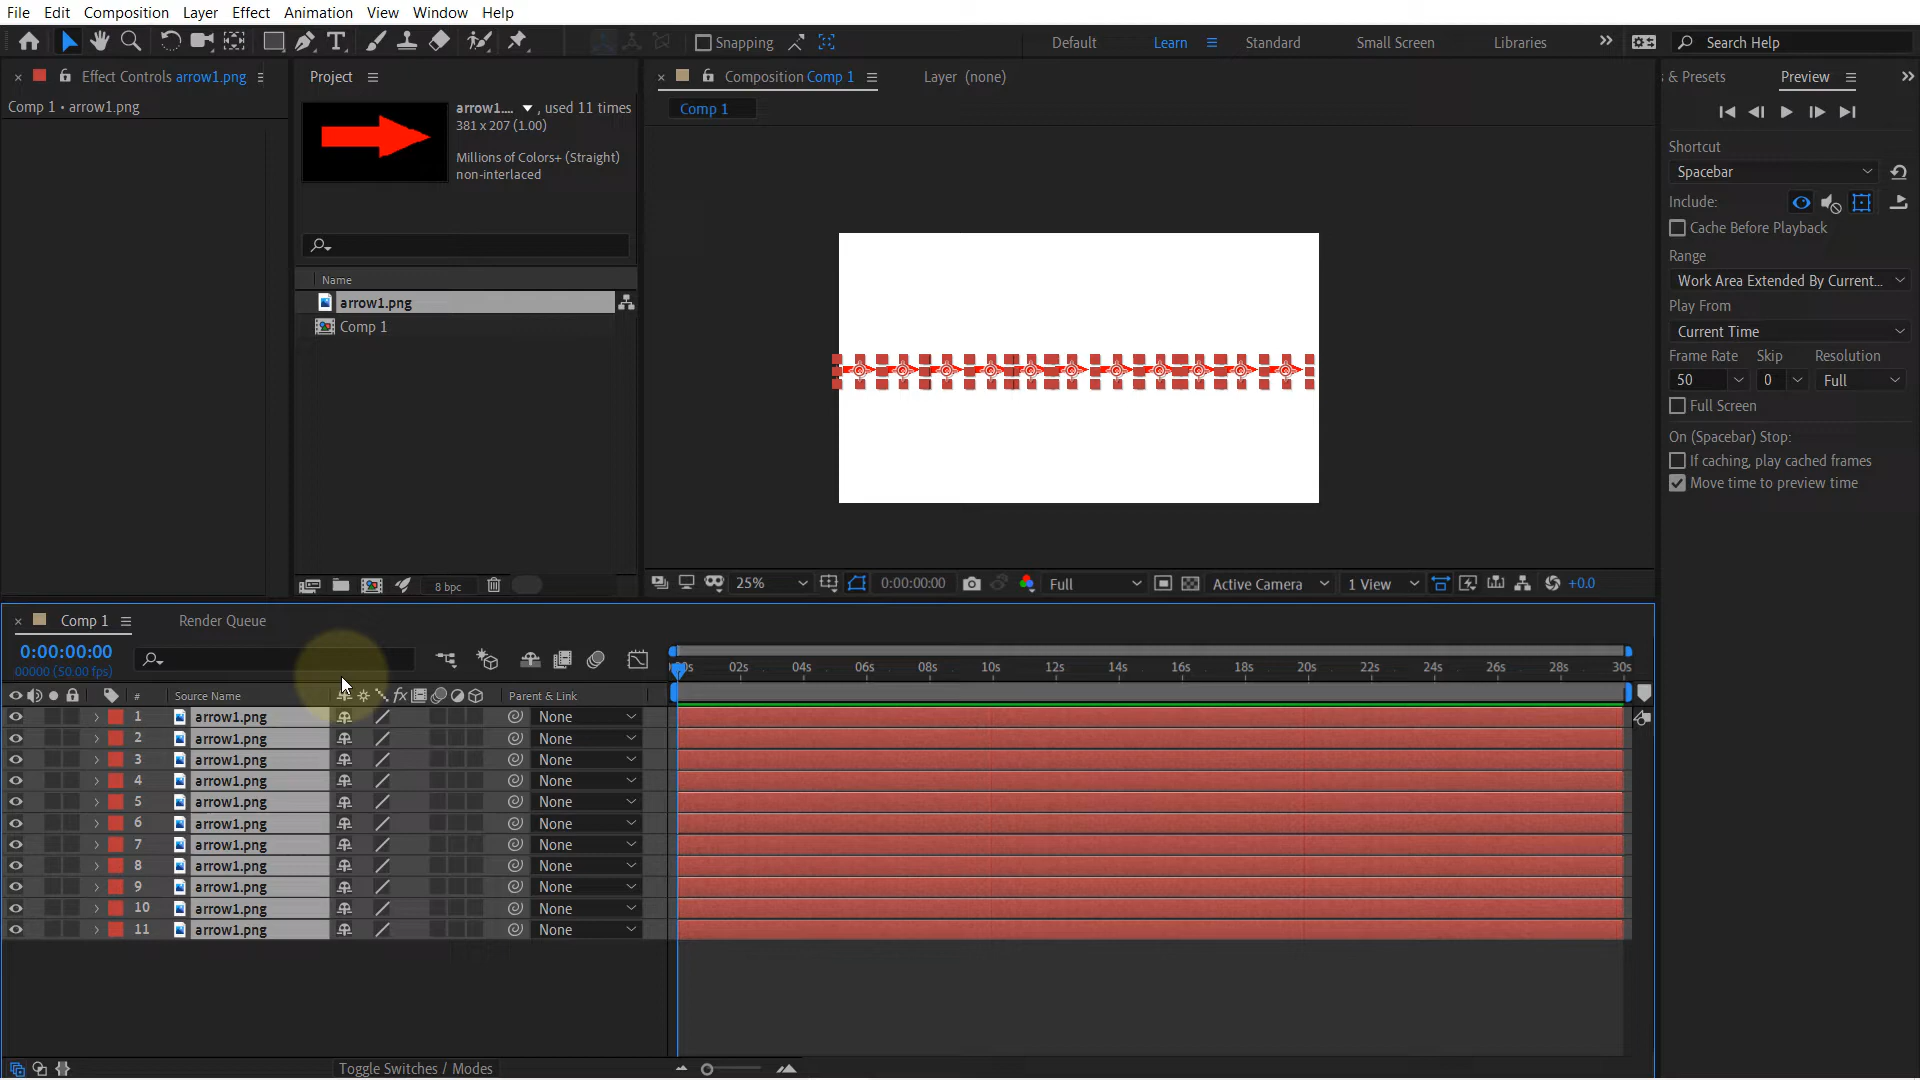 File Edit Composition Layer Effect Animation View Window Help
Snapping Default Learn Standard Small Screen Libraries Search Help
Effect Controls arrow1.png
Comp 1 • arrow1.png
Project
arrow1.... , used 11 times
381 x 207 (1.00)
Millions of Colors+ (Straight)
non-interlaced
Name
arrow1.png
Comp 1
8 bpc
Composition Comp 1 Layer (none)
Comp 1
25% 0:00:00:00 Full Active Camera 1 View +0.0
s & Presets Preview
Shortcut
Spacebar
Include:
Cache Before Playback
Range
Work Area Extended By Current...
Play From
Current Time
Frame Rate Skip Resolution
50 0 Full
Full Screen
On (Spacebar) Stop:
If caching, play cached frames
Move time to preview time
Comp 1 Render Queue
0:00:00:00
00000 (50.00 fps)
00s 02s 04s 06s 08s 10s 12s 14s 16s 18s 20s 22s 24s 26s 28s 30s
# Source Name fx Parent & Link
1 arrow1.png None
2 arrow1.png None
3 arrow1.png None
4 arrow1.png None
5 arrow1.png None
6 arrow1.png None
7 arrow1.png None
8 arrow1.png None
9 arrow1.png None
10 arrow1.png None
11 arrow1.png None
Toggle Switches / Modes